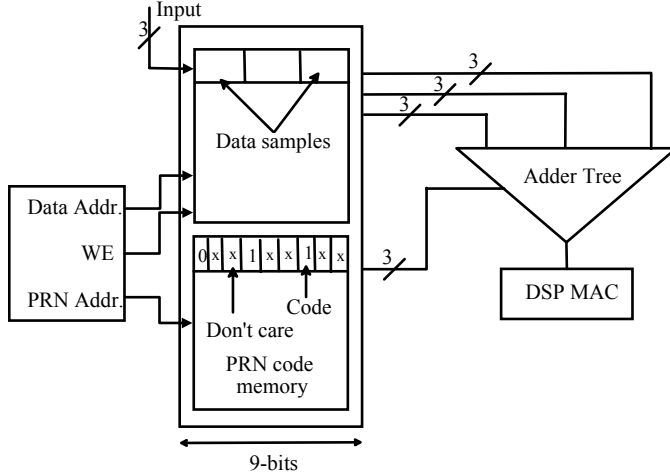 Input
3
3
3
3
Data samples
Adder Tree
Data Addr.
WE
PRN Addr.
0 x x 1 x x 1 x x
3
Code
Don't care
DSP MAC
PRN code
memory
9-bits